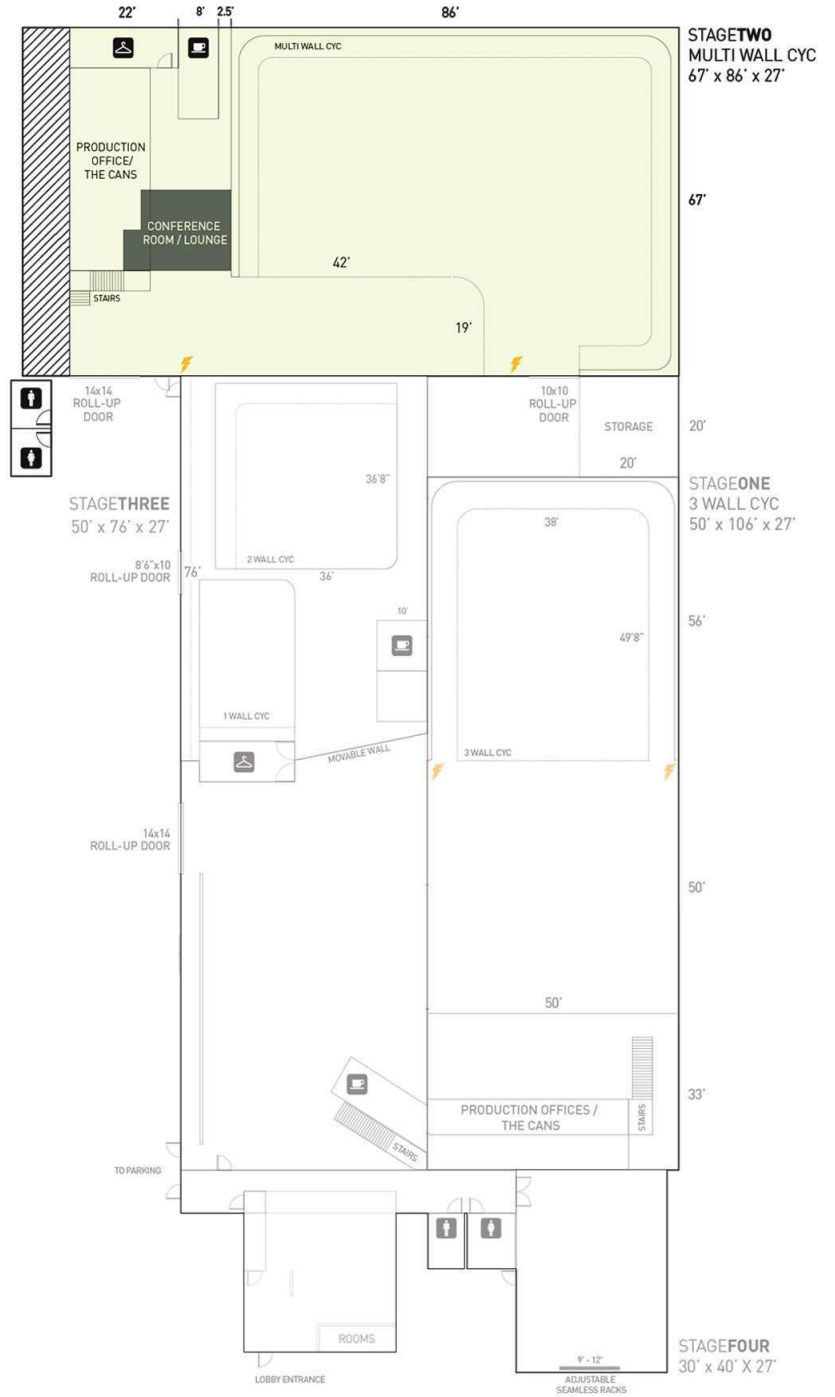 22' 8' 2.5' 86'
MULTI WALL CYC
STAGETWO
MULTI WALL CYC
67' x 86' x 27'
PRODUCTION
OFFICE/
THE CANS
67'
CONFERENCE
ROOM / LOUNGE
42'
STAIRS
19'
14x14
ROLL-UP
DOOR
10x10
ROLL-UP
DOOR
STORAGE
20'
20'
36'8"
STAGETHREE
50' x 76' x 27'
STAGEONE
3 WALL CYC
50' x 106' x 27'
38'
2 WALL CYC
8'6"x10
ROLL-UP DOOR
76'
36'
10'
56'
49'8"
1 WALL CYC
MOVABLE WALL
3 WALL CYC
14x14
ROLL-UP DOOR
50'
50'
33'
PRODUCTION OFFICES /
THE CANS
STAIRS
STAIRS
TO PARKING
ROOMS
LOBBY ENTRANCE
9' - 12'
ADJUSTABLE
SEAMLESS RACKS
STAGEFOUR
30' x 40' X 27'